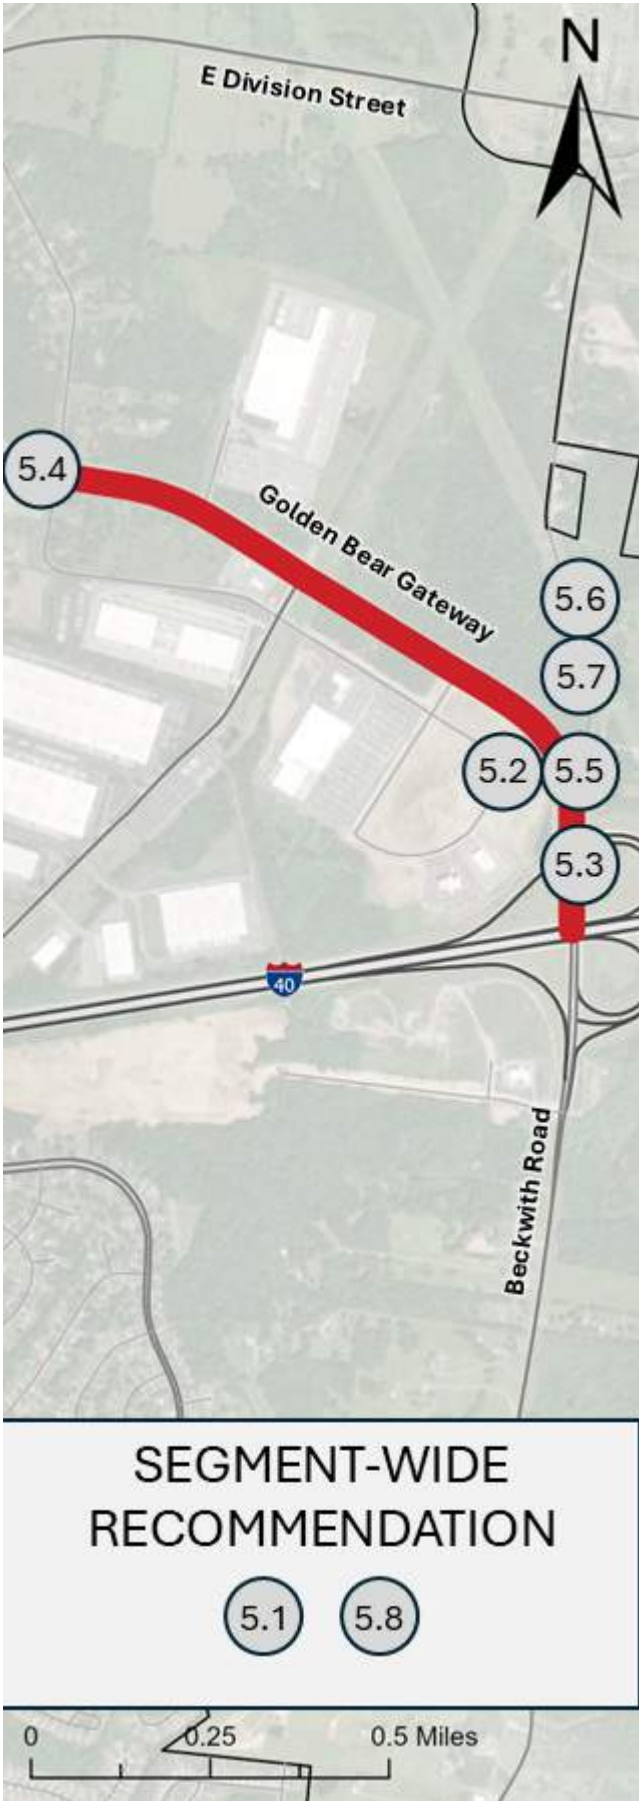 N
E Division Street
5.4
Golden Bear Gateway
5.6
5.7
5.2
5.5
5.3
40
Beckwith Road
SEGMENT-WIDE
RECOMMENDATION
5.1 5.8
0 0.25 0.5 Miles